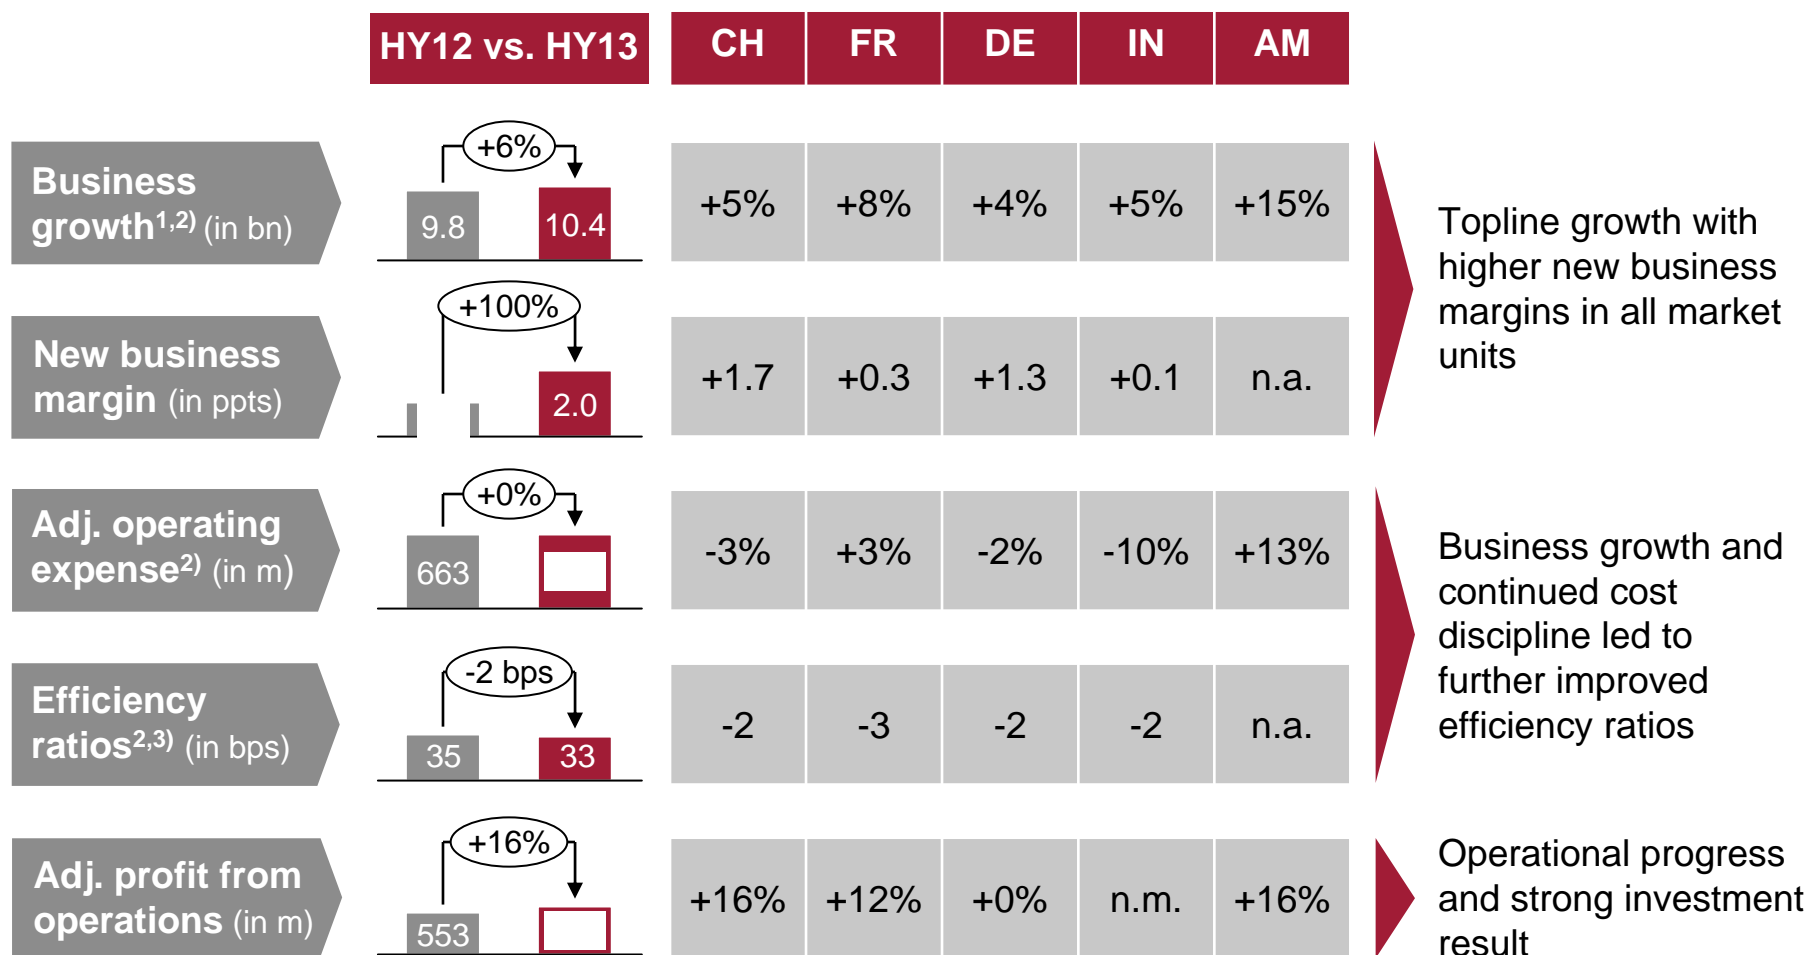 HY12 vs. HY13 CH FR DE IN AM
Business
growth1,2) (in bn)
+6%
9.8 10.4
+5% +8% +4% +5% +15%
New business
margin (in ppts)
+100%
2.0
+1.7 +0.3 +1.3 +0.1 n.a.
Topline growth with
higher new business
margins in all market
units
Adj. operating
expense2) (in m)
+0%
663
-3% +3% -2% -10% +13%
Efficiency
ratios2,3) (in bps)
-2 bps
35 33
-2 -3 -2 -2 n.a.
Business growth and
continued cost
discipline led to
further improved
efficiency ratios
Adj. profit from
operations (in m)
+16%
553
+16% +12% +0% n.m. +16%
Operational progress
and strong investment
result